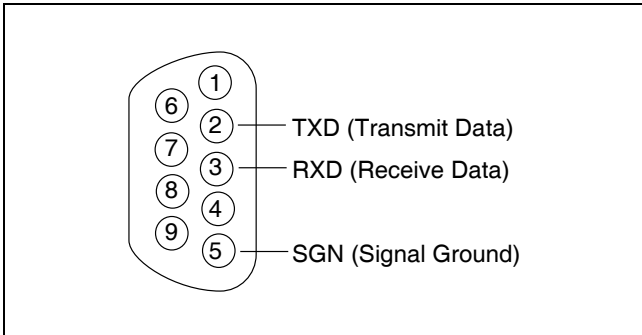 1
6
2 TXD (Transmit Data)
7
3 RXD (Receive Data)
8
4
9
5 SGN (Signal Ground)